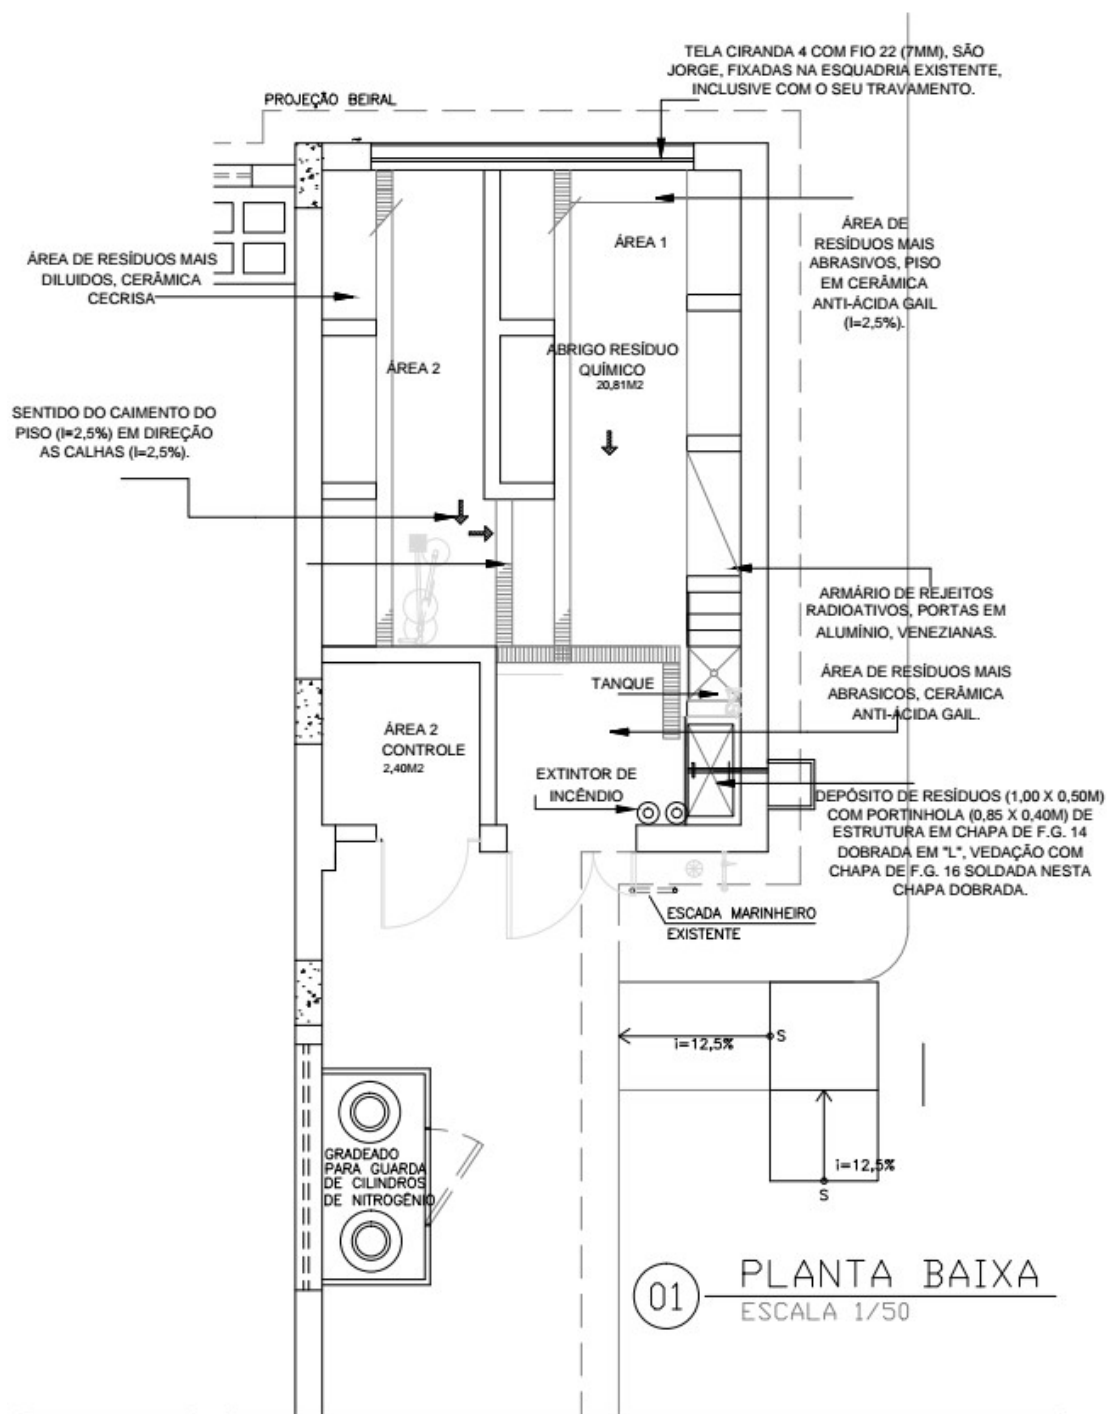 TELA CIRANDA 4 COM FIO 22 (7MM), SÃO
JORGE, FIXADAS NA ESQUADRIA EXISTENTE,
INCLUSIVE COM O SEU TRAVAMENTO.
PROJEÇÃO BEIRAL
ÁREA 1
ÁREA DE
RESÍDUOS MAIS
ABRASIVOS, PISO
EM CERÂMICA
ANTI-ÁCIDA GAIL
(I=2,5%).
ÁREA DE RESÍDUOS MAIS
DILUIDOS, CERÂMICA
CECRISA
ABRIGO RESÍDUO
QUÍMICO
20,81M2
ÁREA 2
SENTIDO DO CAIMENTO DO
PISO (I=2,5%) EM DIREÇÃO
AS CALHAS (I=2,5%).
ARMÁRIO DE REJEITOS
RADIOATIVOS, PORTAS EM
ALUMÍNIO, VENEZIANAS.
TANQUE
ÁREA DE RESÍDUOS MAIS
ABRASICOS, CERÂMICA
ANTI-ÁCIDA GAIL.
ÁREA 2
CONTROLE
2,40M2
EXTINTOR DE
INCÊNDIO
DEPÓSITO DE RESÍDUOS (1,00 X 0,50M)
COM PORTINHOLA (0,85 X 0,40M) DE
ESTRUTURA EM CHAPA DE F.G. 14
DOBRADA EM "L", VEDAÇÃO COM
CHAPA DE F.G. 16 SOLDADA NESTA
CHAPA DOBRADA.
ESCADA MARINHEIRO
EXISTENTE
i=12,5%
S
i=12,5%
S
GRADEADO
PARA GUARDA
DE CILINDROS
DE NITROGÊNIO
01
PLANTA BAIXA
ESCALA 1/50